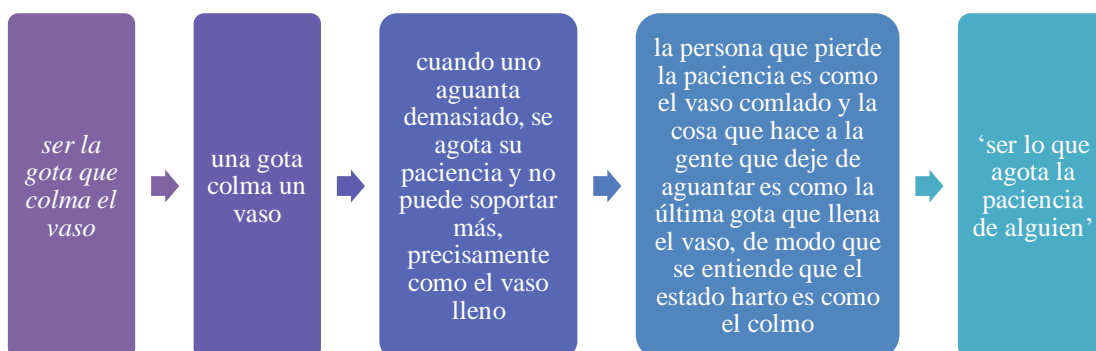 ser la
gota que
colma el
vaso
una gota
colma un
vaso
cuando uno
aguanta
demasiado, se
agota su
paciencia y no
puede soportar
más,
precisamente
como el vaso
lleno
la persona que pierde
la paciencia es como
el vaso comlado y la
cosa que hace a la
gente que deje de
aguantar es como la
última gota que llena
el vaso, de modo que
se entiende que el
estado harto es como
el colmo
‘ser lo que
agota la
paciencia
de alguien’